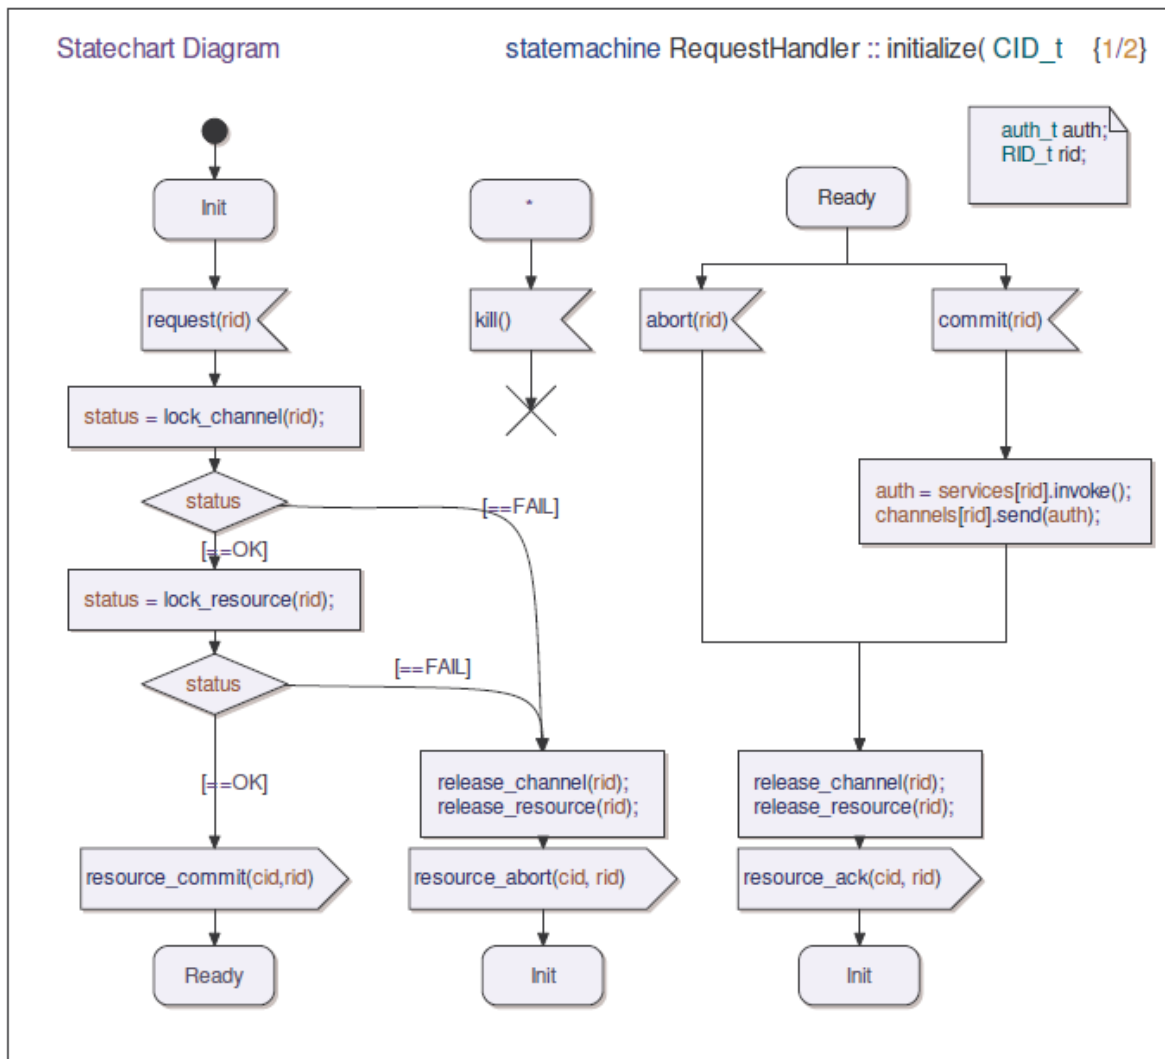 Statechart Diagram
statemachine RequestHandler :: initialize( CID_t {1/2}
auth_t auth;
RID_t rid;
Init
*
Ready
request(rid)
kill()
abort(rid)
commit(rid)
status = lock_channel(rid);
status
[==FAIL]
auth = services[rid].invoke();
channels[rid].send(auth);
[==OK]
status = lock_resource(rid);
status
[==FAIL]
[==OK]
release_channel(rid);
release_resource(rid);
release_channel(rid);
release_resource(rid);
resource_commit(cid,rid)
resource_abort(cid, rid)
resource_ack(cid, rid)
Ready
Init
Init